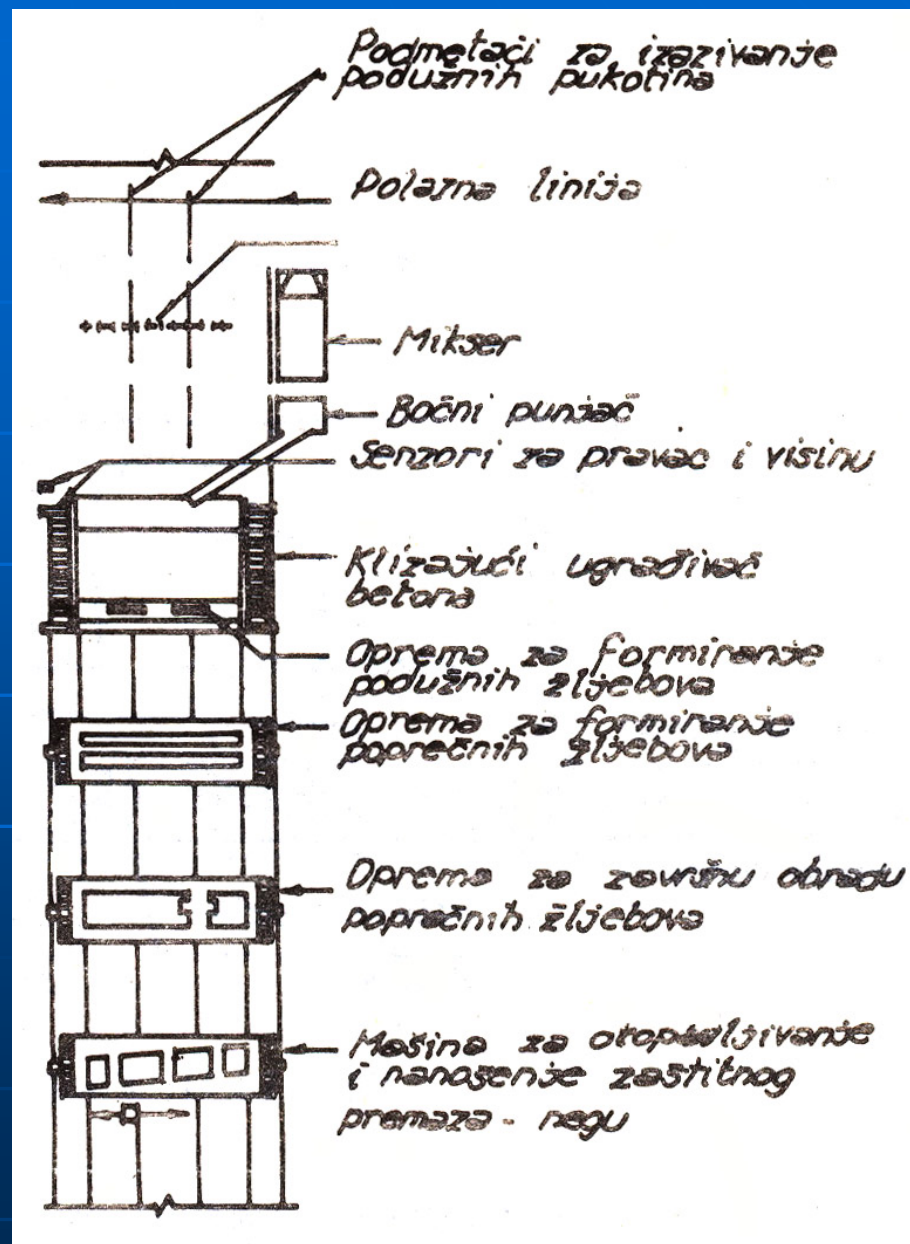 Podmetači za izazivanje
podužnih pukotina
Polazna linija
Mikser
Bočni punjač
Senzori za pravac i visinu
Klizajući ugrađivač
betona
Oprema za formiranje
podužnih žljebova
Oprema za formiranje
poprečnih žljebova
Oprema za završnu obradu
poprečnih žljebova
Mašina za
i nanošenje zaštitnog
premaza - negu